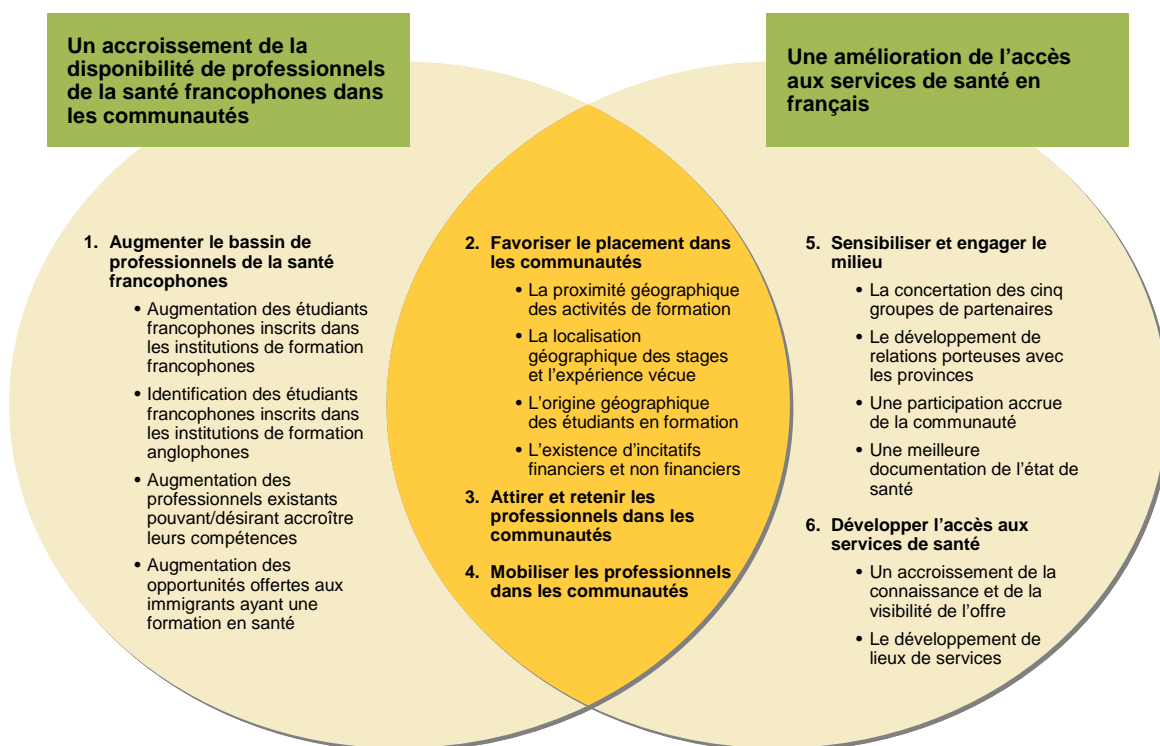 Un accroissement de la
disponibilité de professionnels
de la santé francophones dans
les communautés
Une amélioration de l’accès
aux services de santé en
français
1. Augmenter le bassin de
professionnels de la santé
francophones
• Augmentation des étudiants
francophones inscrits dans
les institutions de formation
francophones
• Identification des étudiants
francophones inscrits dans
les institutions de formation
anglophones
• Augmentation des
professionnels existants
pouvant/désirant accroître
leurs compétences
• Augmentation des
opportunités offertes aux
immigrants ayant une
formation en santé
2. Favoriser le placement dans
les communautés
• La proximité géographique
des activités de formation
• La localisation
géographique des stages
et l’expérience vécue
• L’origine géographique
des étudiants en formation
• L’existence d’incitatifs
financiers et non financiers
3. Attirer et retenir les
professionnels dans les
communautés
4. Mobiliser les professionnels
dans les communautés
5. Sensibiliser et engager le
milieu
• La concertation des cinq
groupes de partenaires
• Le développement de
relations porteuses avec
les provinces
• Une participation accrue
de la communauté
• Une meilleure
documentation de l’état de
santé
6. Développer l’accès aux
services de santé
• Un accroissement de la
connaissance et de la
visibilité de l’offre
• Le développement de
lieux de services